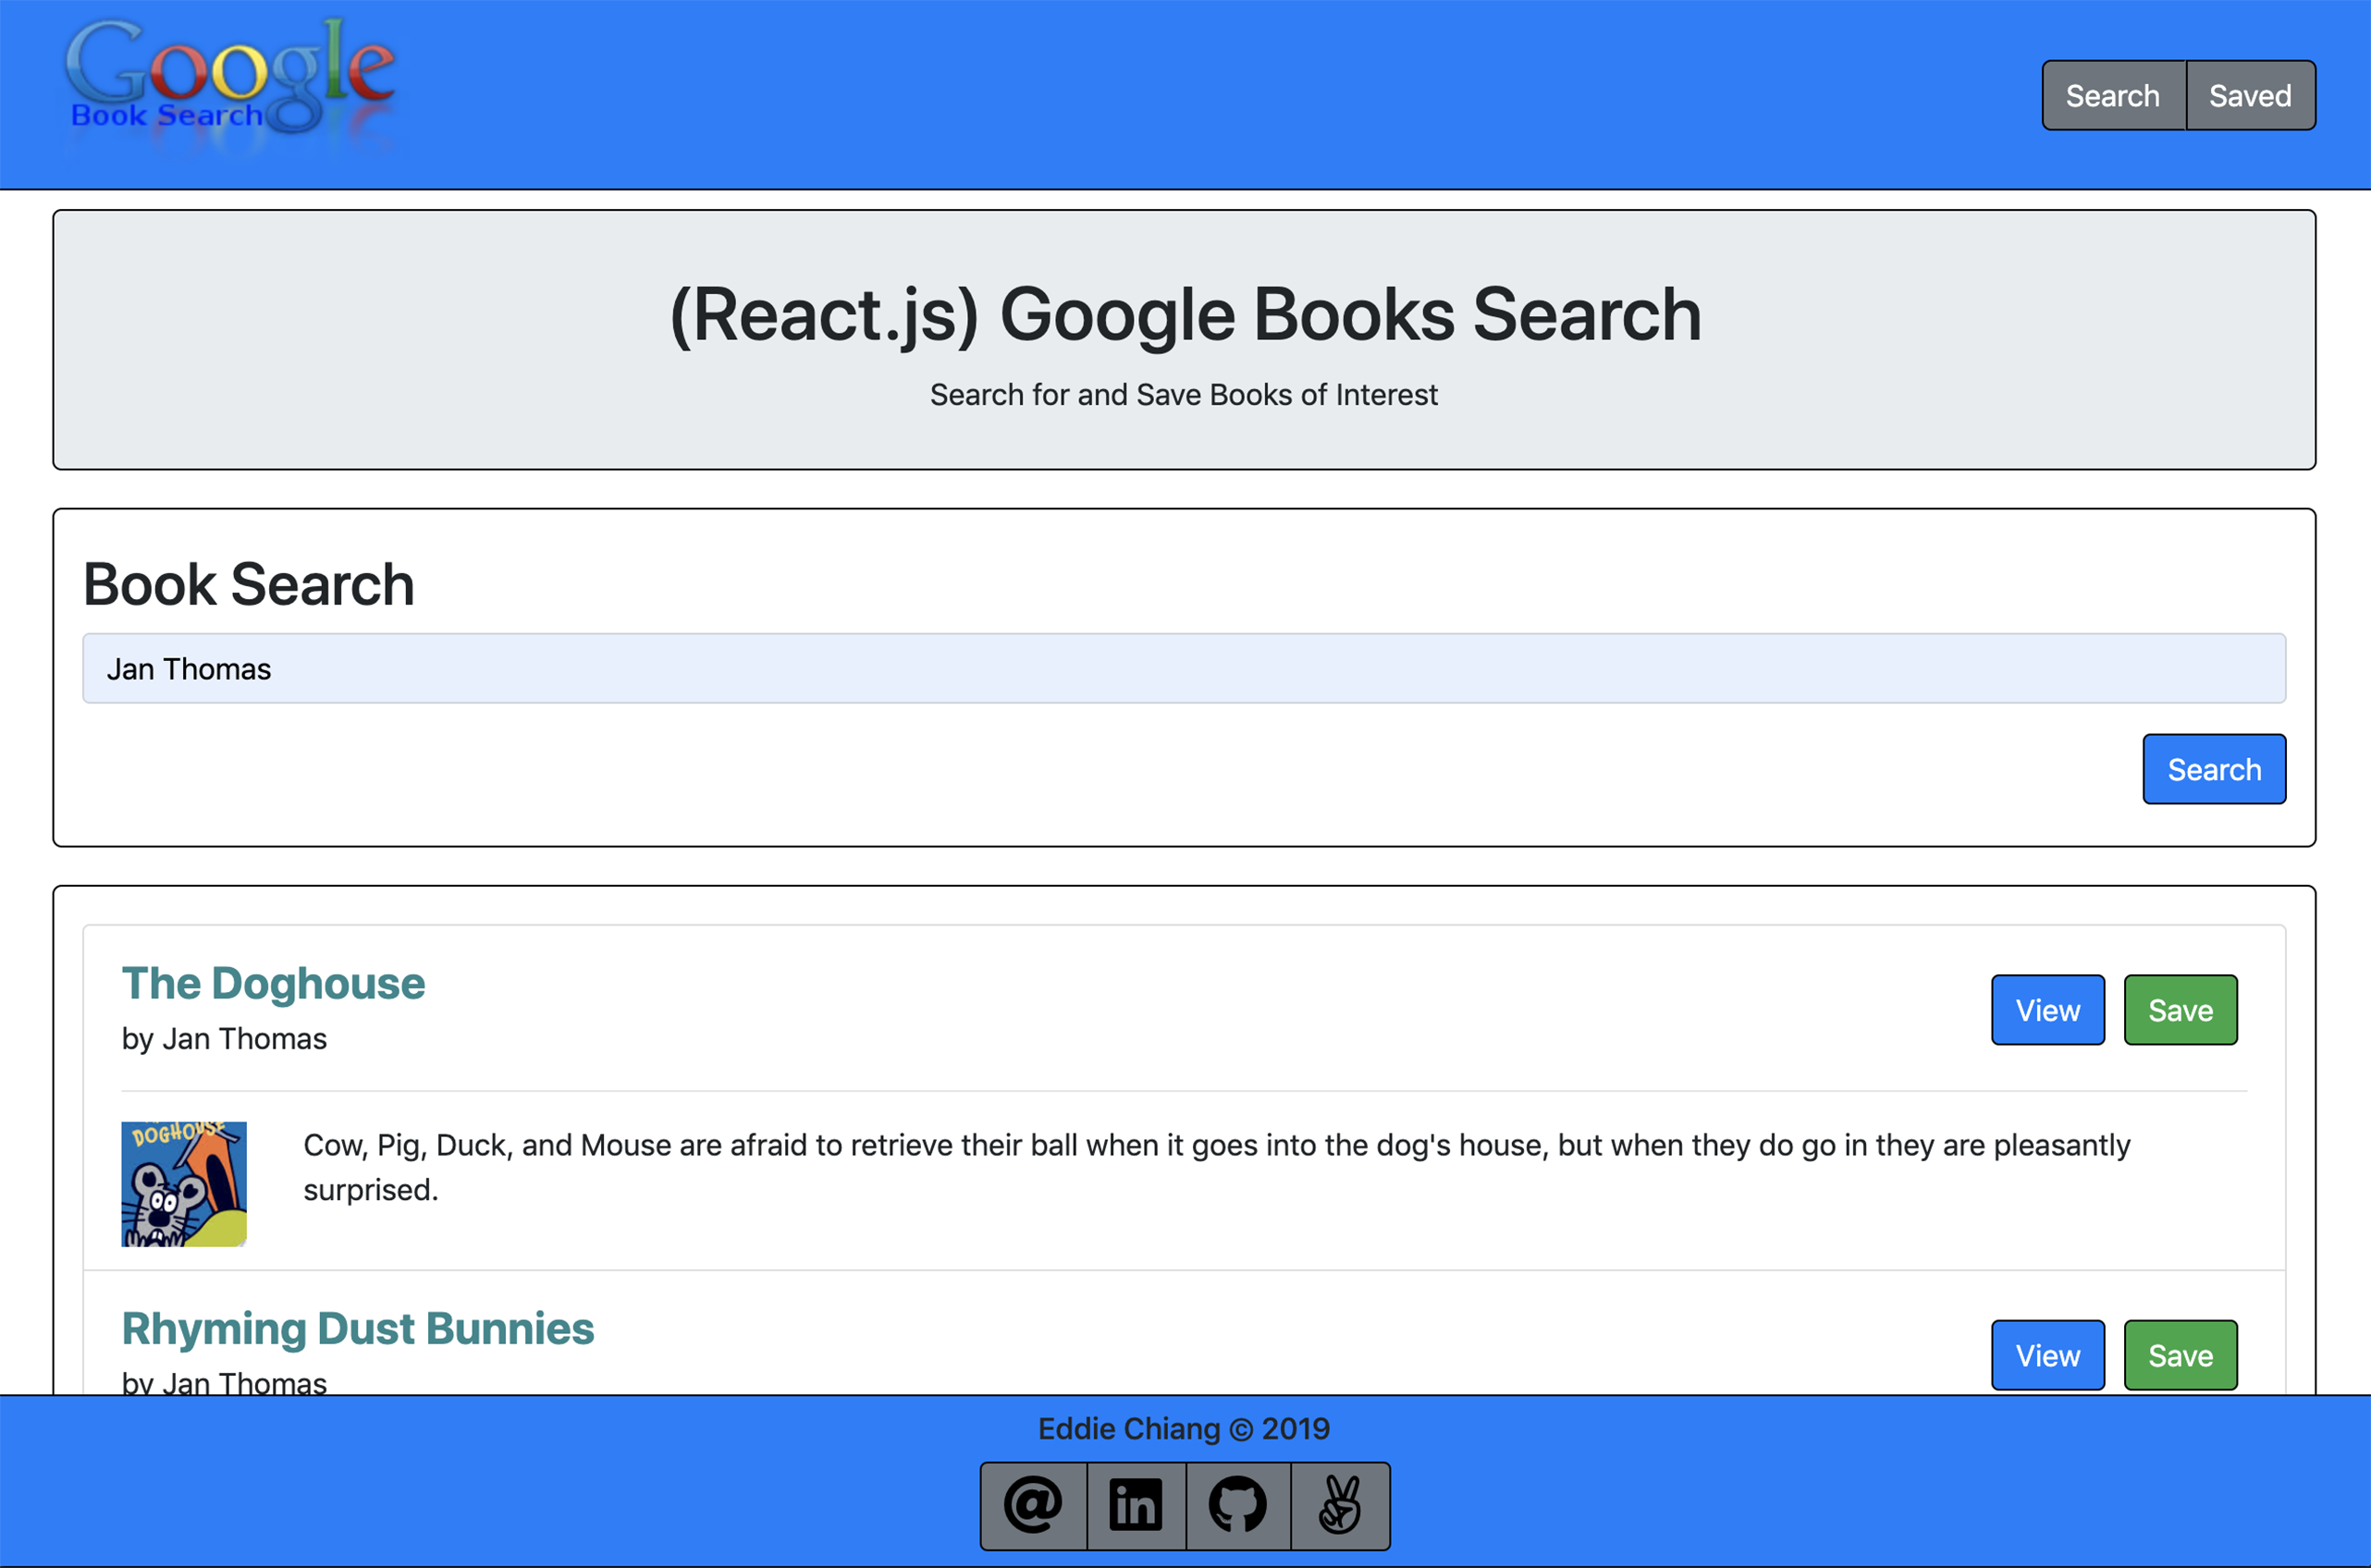 Google
Book Search
Search Saved
(React.js) Google Books Search
Search for and Save Books of Interest
Book Search
Jan Thomas
Search
The Doghouse
View Save
by Jan Thomas
DOGHOUSE
Cow, Pig, Duck, and Mouse are afraid to retrieve their ball when it goes into the dog's house, but when they do go in they are pleasantly
surprised.
Rhyming Dust Bunnies
View Save
by Jan Thomas
Eddie Chiang © 2019
@ in